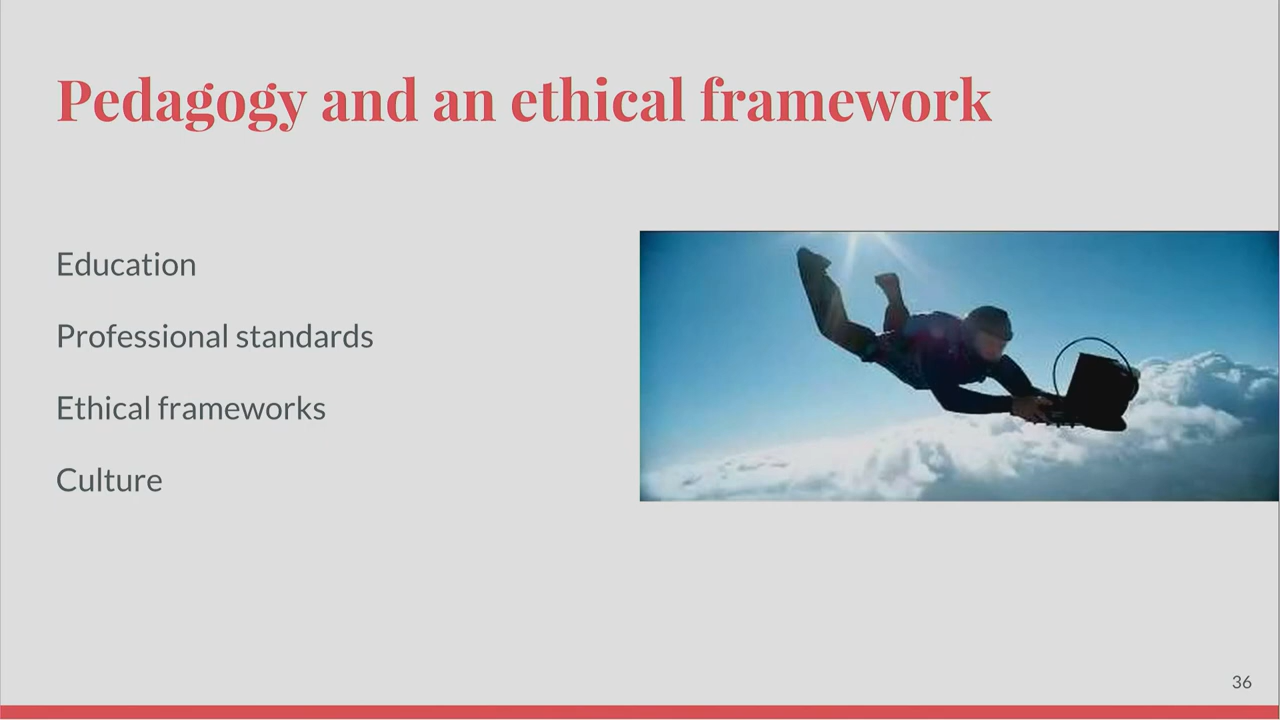 Pedagogy and an ethical framework
Education
Professional standards
Ethical frameworks
Culture
36